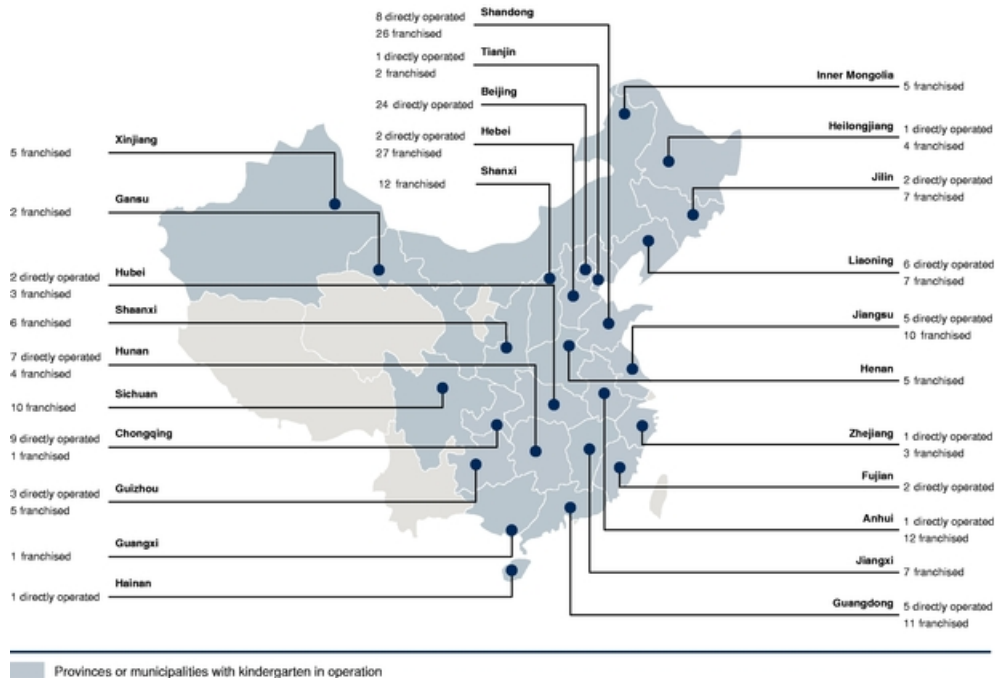 Shandong
8 directly operated
26 franchised
Tianjin
1 directly operated
2 franchised
Beijing
24 directly operated
Hebei
2 directly operated
27 franchised
Shanxi
12 franchised
Xinjiang
5 franchised
Gansu
2 franchised
Hubei
2 directly operated
3 franchised
Shaanxi
6 franchised
Hunan
7 directly operated
4 franchised
Sichuan
10 franchised
Chongqing
9 directly operated
1 franchised
Guizhou
3 directly operated
5 franchised
Guangxi
1 franchised
Hainan
1 directly operated
Inner Mongolia
5 franchised
Heilongjiang
1 directly operated
4 franchised
Jilin
2 directly operated
7 franchised
Liaoning
6 directly operated
7 franchised
Jiangsu
5 directly operated
10 franchised
Henan
5 franchised
Zhejiang
1 directly operated
3 franchised
Fujian
2 directly operated
Anhui
1 directly operated
12 franchised
Jiangxi
7 franchised
Guangdong
5 directly operated
11 franchised
Provinces or municipalities with kindergarten in operation